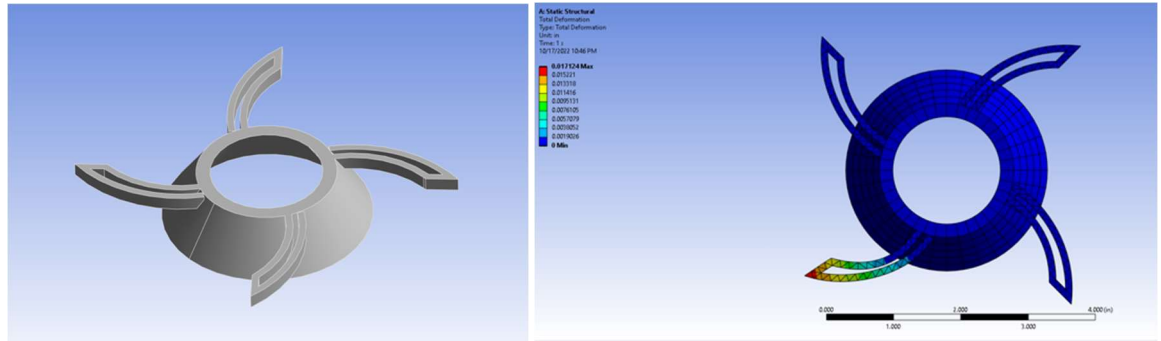 A: Static Structural
Total Deformation
Type: Total Deformation
Unit: in
Time: 1 s
10/17/2022 10:46 PM
0.017124 Max
0.015221
0.013318
0.011416
0.0095131
0.0076105
0.0057079
0.0038052
0.0019026
0 Min
0.000 2.000 4.000 (in)
1.000 3.000